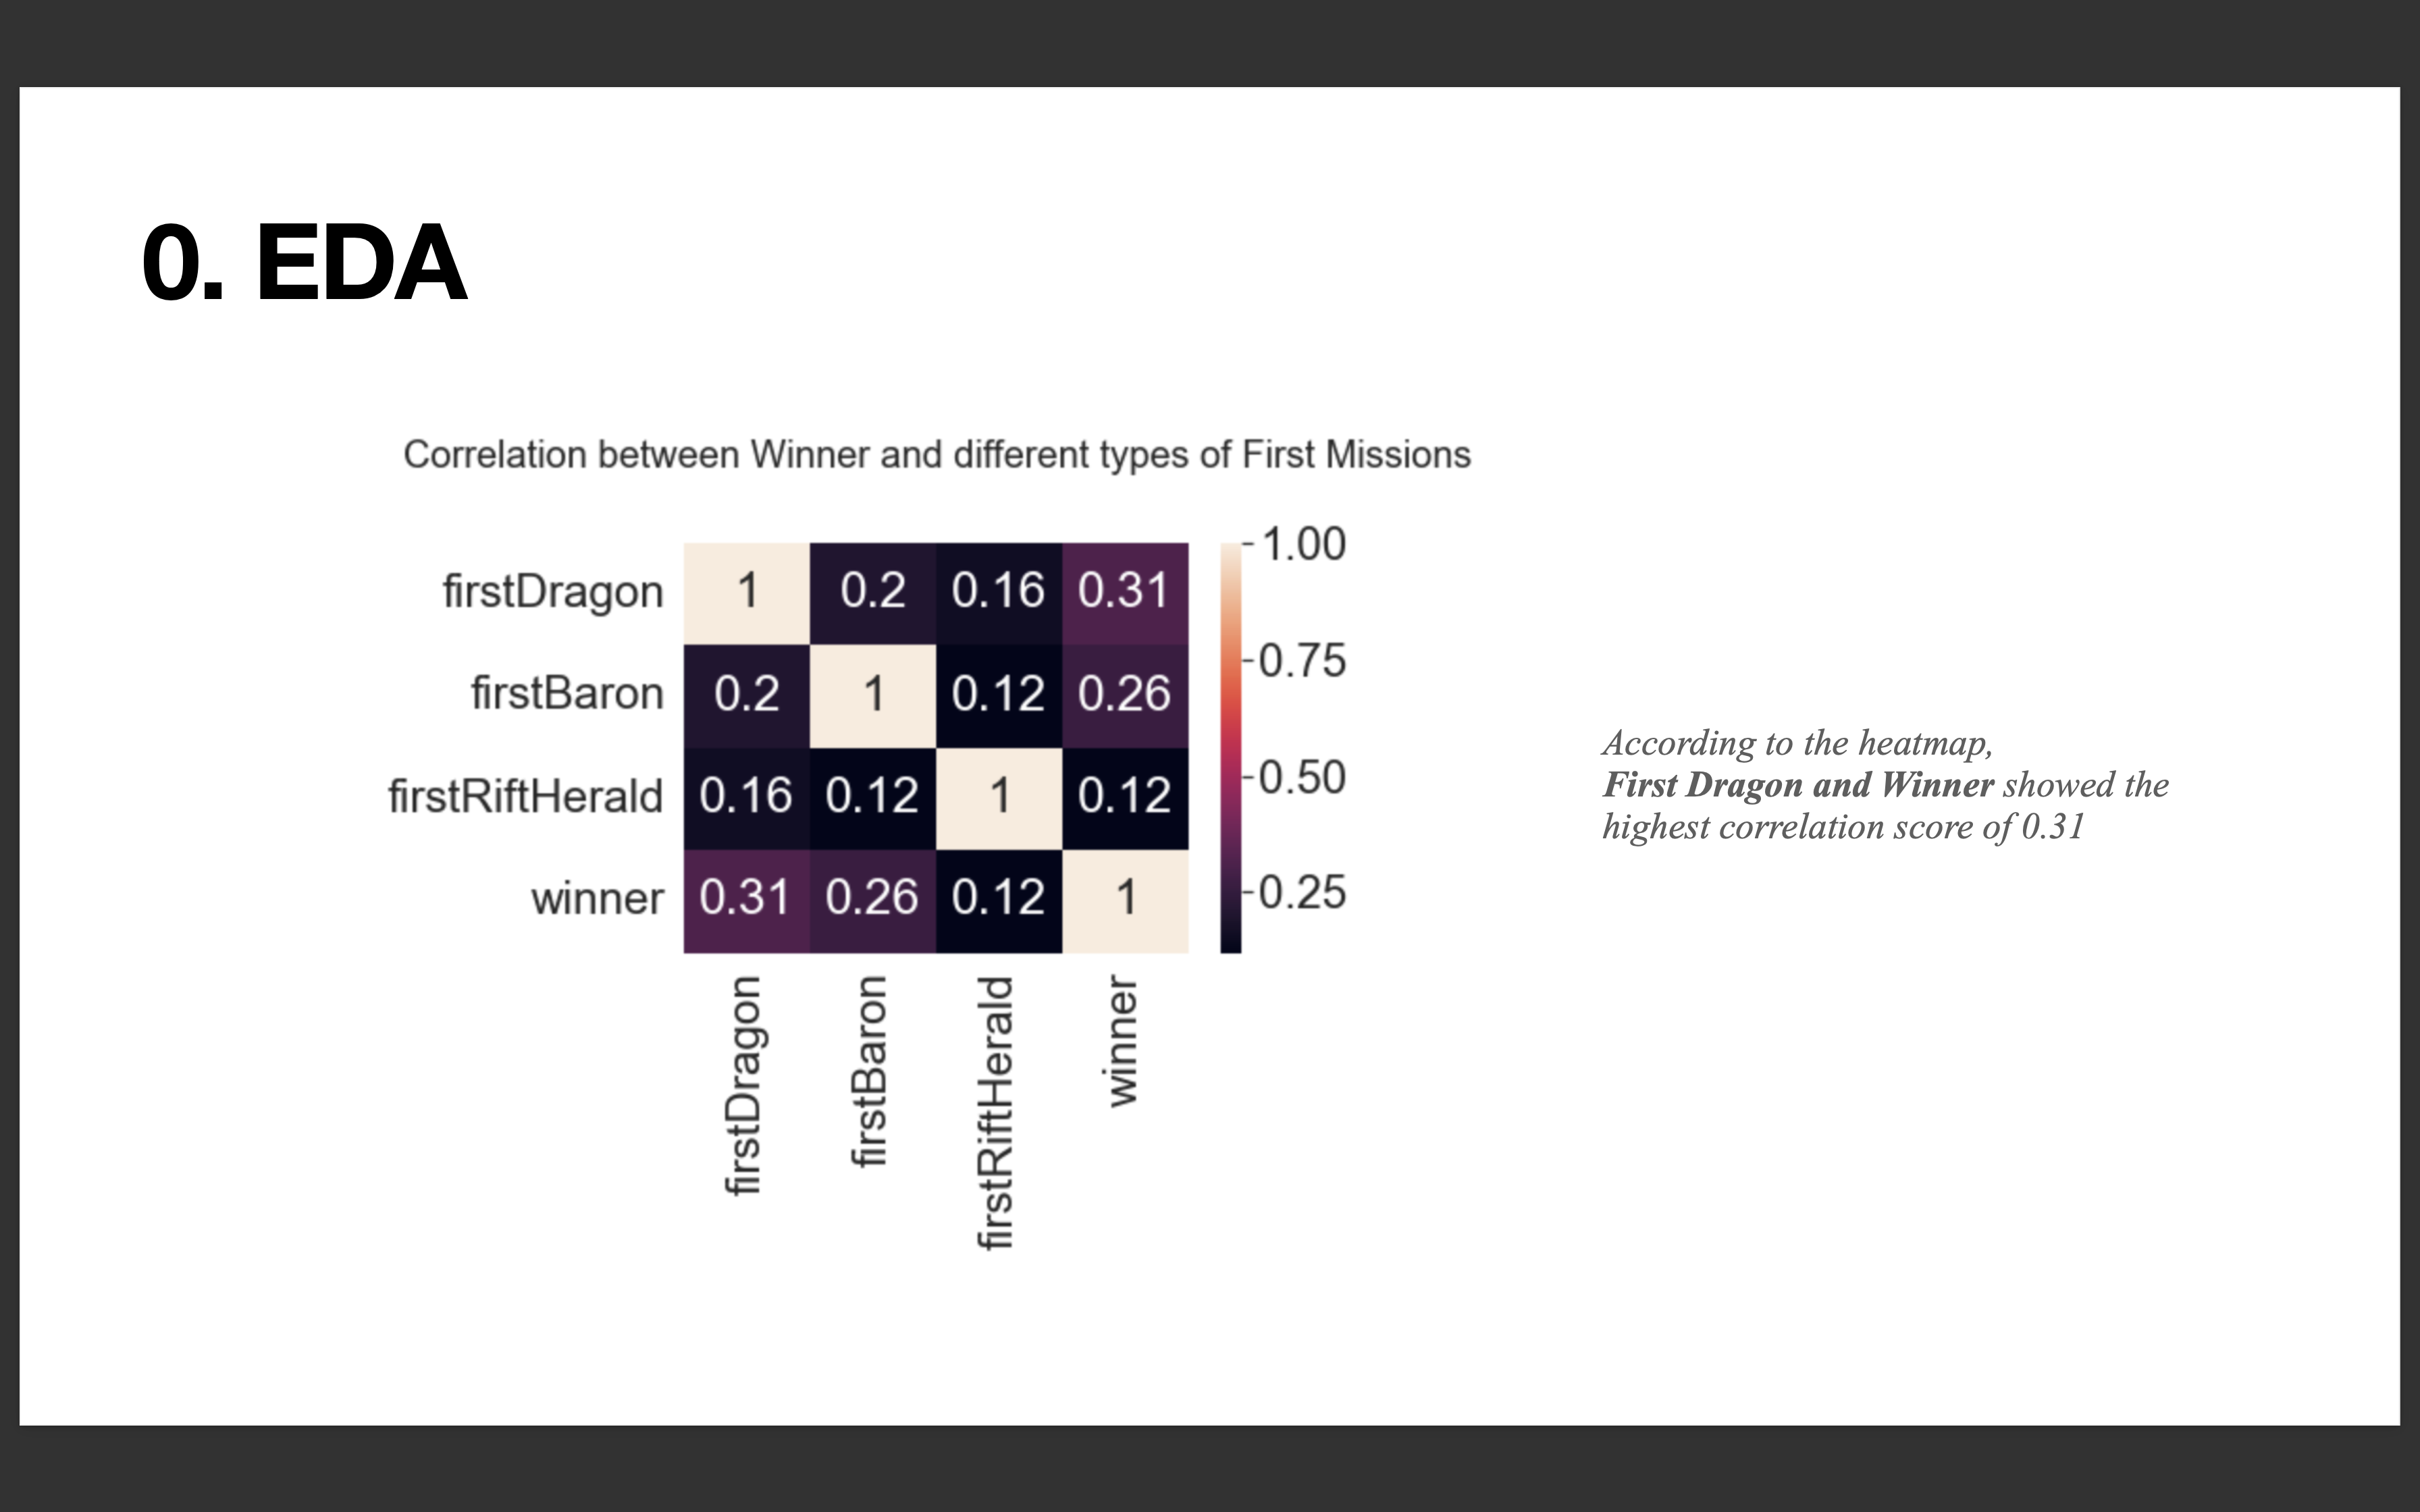 0. EDA
Correlation between Winner and different types of First Missions
firstDragon 1 0.2 0.16 0.31
firstBaron 0.2 1 0.12 0.26
firstRiftHerald 0.16 0.12 1 0.12
winner 0.31 0.26 0.12 1
firstDragon firstBaron firstRiftHerald winner
1.00
0.75
0.50
0.25
According to the heatmap,
First Dragon and Winner showed the
highest correlation score of 0.31